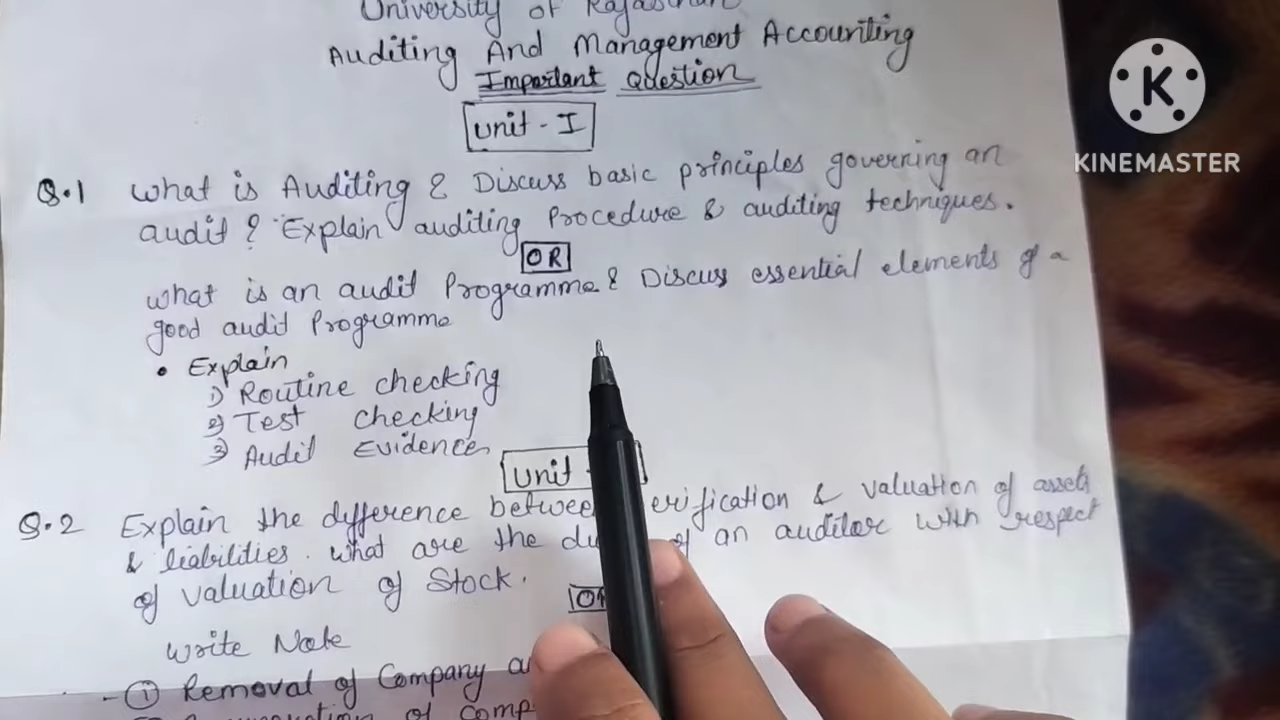 University of Rajasthan
Auditing And Management Accounting
Important Question
Unit - I
Q.1 What is Auditing ? Discuss basic principles governing an
audit ? Explain auditing Procedure & auditing techniques.
OR
What is an audit Programme ? Discuss essential elements of a
good audit Programme
• Explain
1) Routine checking
2) Test checking
3) Audit Evidence
Unit -
Q.2 Explain the difference between verification & valuation of assets
& liabilities. What are the of an auditor with respect
of valuation of Stock.
OR
Write Note
① Removal of Company
of
K
KINEMASTER